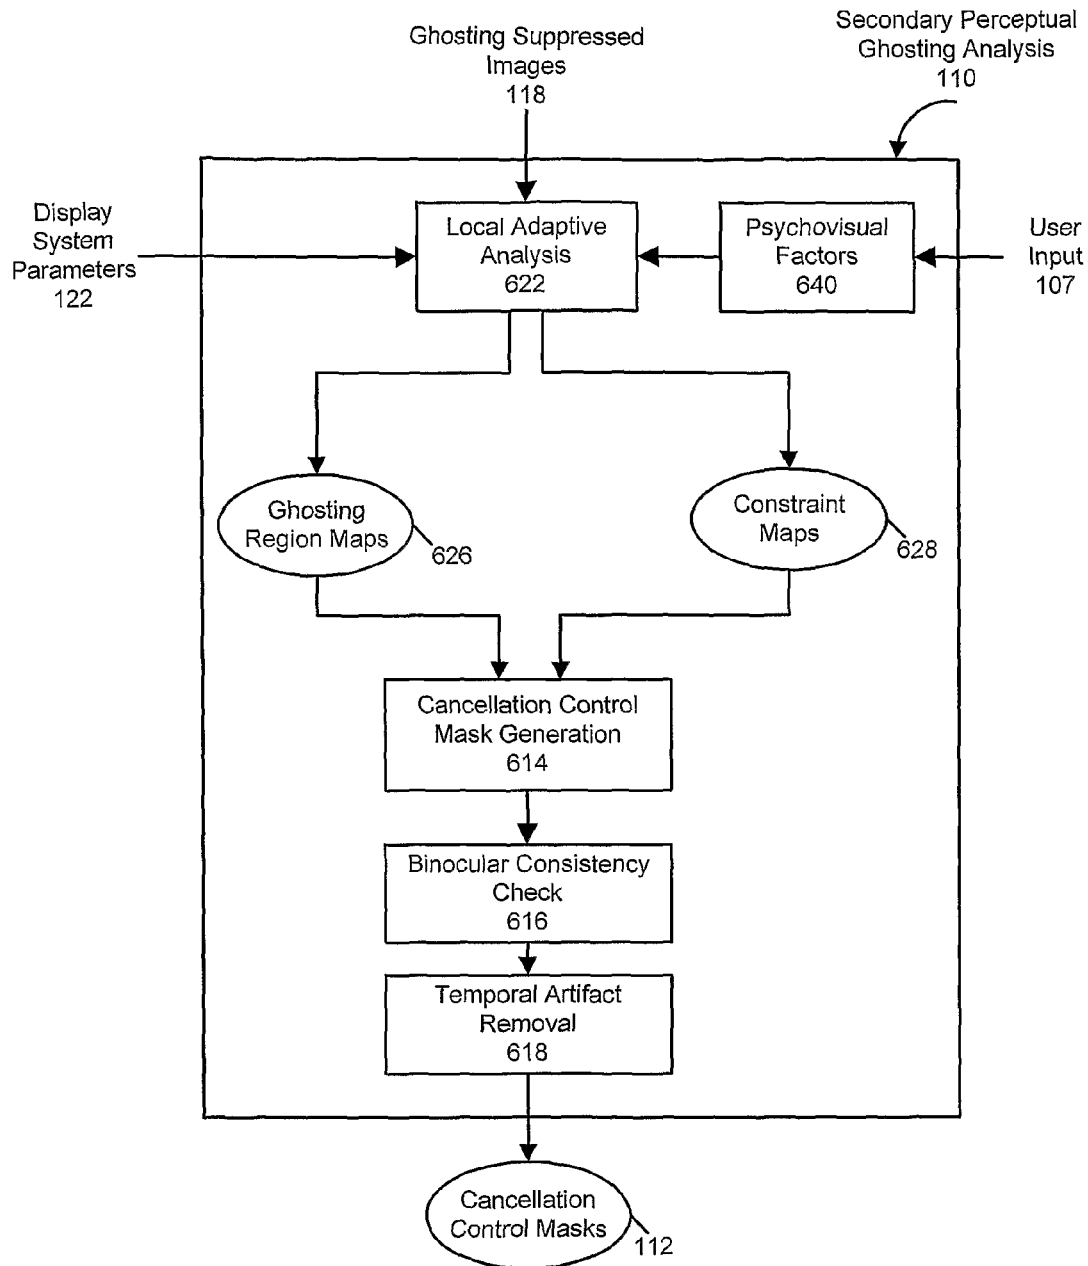 Secondary Perceptual
Ghosting Analysis
110
Ghosting Suppressed
Images
118
Display
System
Parameters
122
Local Adaptive
Analysis
622
Psychovisual
Factors
640
User
Input
107
Ghosting
Region Maps
626
Constraint
Maps
628
Cancellation Control
Mask Generation
614
Binocular Consistency
Check
616
Temporal Artifact
Removal
618
Cancellation
Control Masks
112